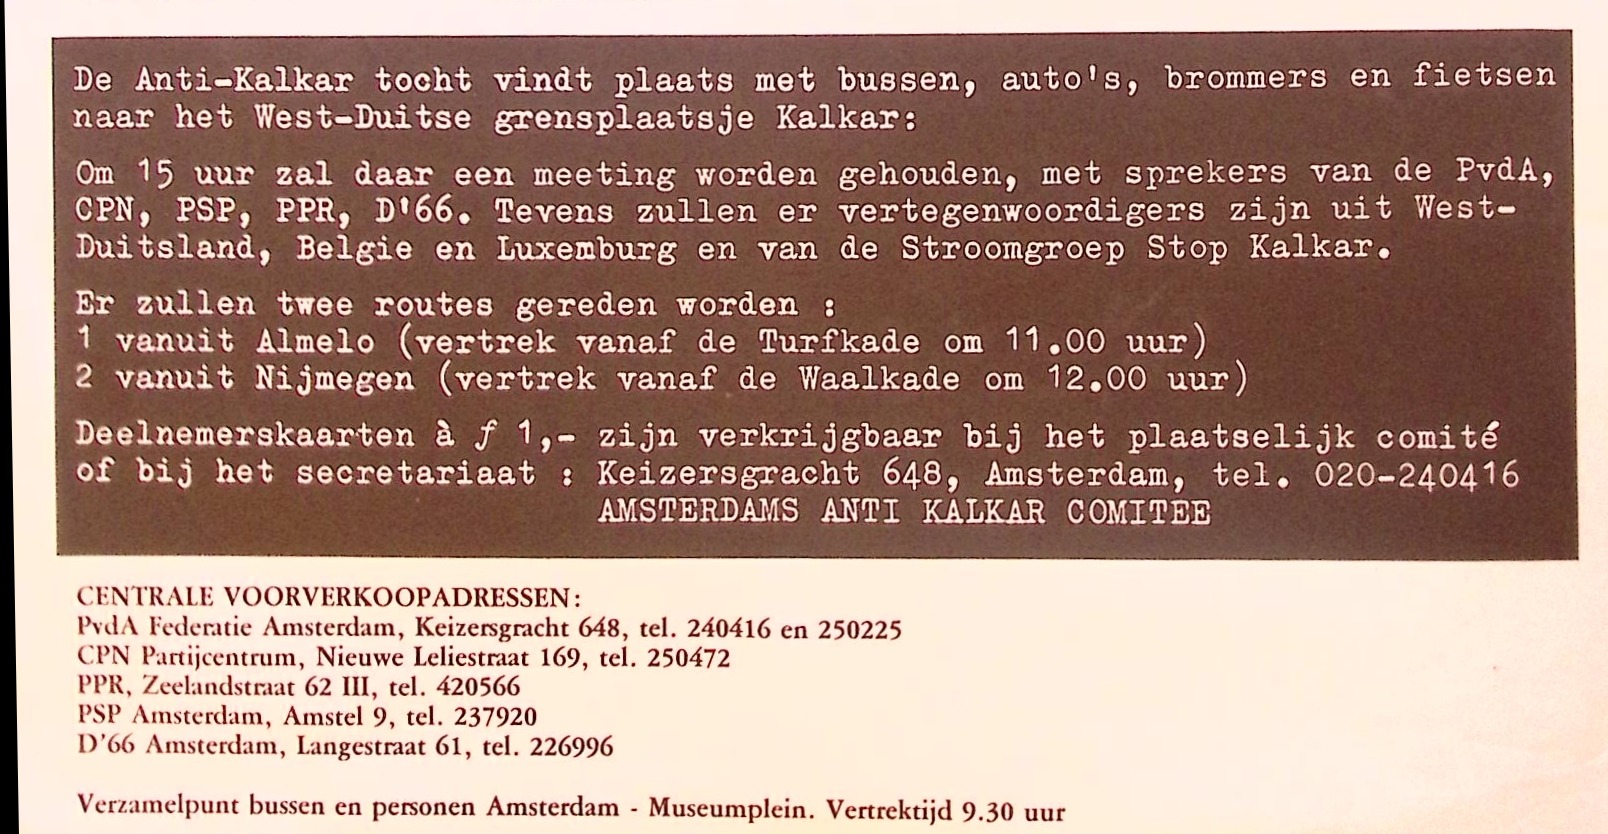 De Anti-Kalkar tocht vindt plaats met bussen, auto's, brommers en fietsen
naar het West-Duitse grensplaatsje Kalkar:
Om 15 uur zal daar een meeting worden gehouden, met sprekers van de PvdA,
CPN, PSP, PPR, D'66. Tevens zullen er vertegenwoordigers zijn uit West-
Duitsland, Belgie en Luxemburg en van de Stroomgroep Stop Kalkar.
Er zullen twee routes gereden worden :
1 vanuit Almelo (vertrek vanaf de Turfkade om 11.00 uur)
2 vanuit Nijmegen (vertrek vanaf de Waalkade om 12.00 uur)
Deelnemerskaarten à ƒ 1,- zijn verkrijgbaar bij het plaatselijk comité
of bij het secretariaat : Keizersgracht 648, Amsterdam, tel. 020-240416
AMSTERDAMS ANTI KALKAR COMITEE
CENTRALE VOORVERKOOPADRESSEN:
PvdA Federatie Amsterdam, Keizersgracht 648, tel. 240416 en 250225
CPN Partijcentrum, Nieuwe Leliestraat 169, tel. 250472
PPR, Zeelandstraat 62 III, tel. 420566
PSP Amsterdam, Amstel 9, tel. 237920
D'66 Amsterdam, Langestraat 61, tel. 226996
Verzamelpunt bussen en personen Amsterdam - Museumplein. Vertrektijd 9.30 uur